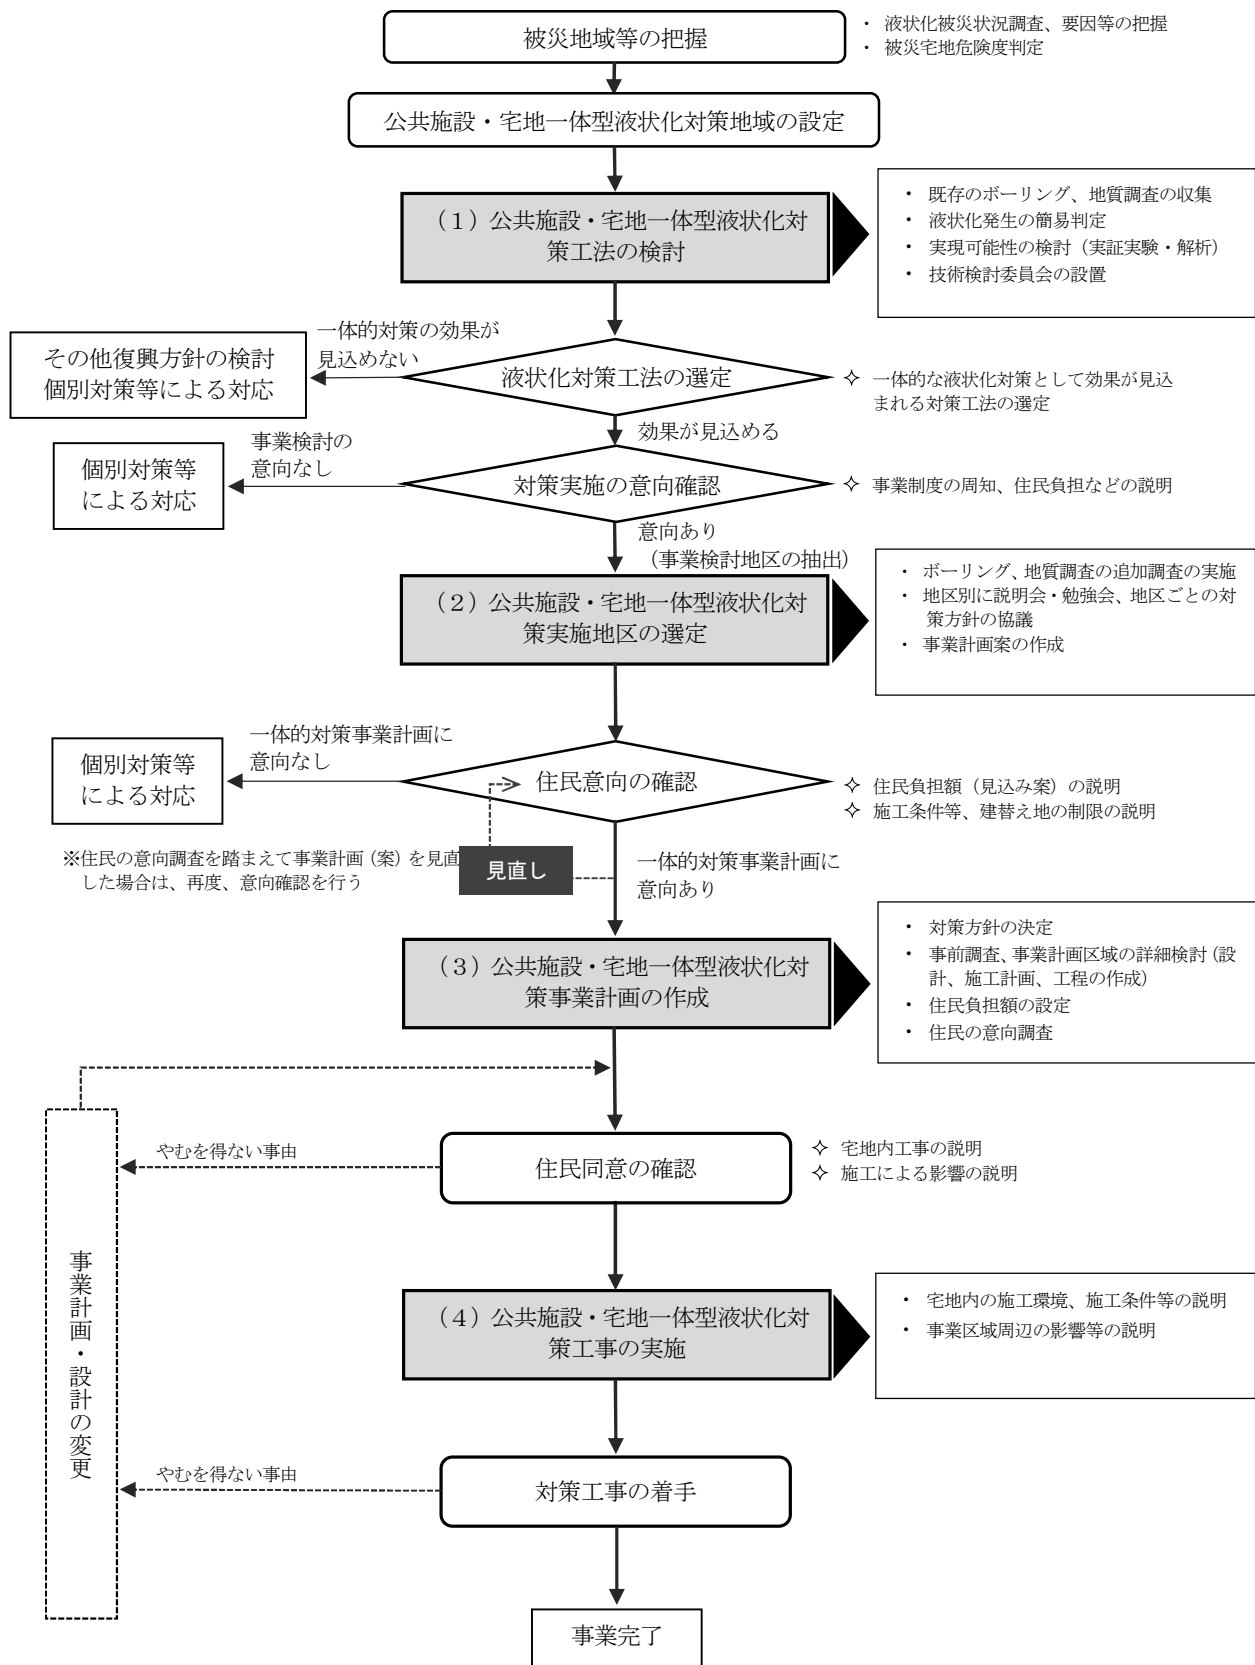 被災地域等の把握
・ 液状化被災状況調査、要因等の把握
・ 被災宅地危険度判定
公共施設・宅地一体型液状化対策地域の設定
（１）公共施設・宅地一体型液状化対
策工法の検討
・ 既存のボーリング、地質調査の収集
・ 液状化発生の簡易判定
・ 実現可能性の検討（実証実験・解析）
・ 技術検討委員会の設置
一体的対策の効果が
見込めない
その他復興方針の検討
個別対策等による対応
液状化対策工法の選定
✧ 一体的な液状化対策として効果が見込
まれる対策工法の選定
効果が見込める
事業検討の
意向なし
個別対策等
による対応
対策実施の意向確認
✧ 事業制度の周知、住民負担などの説明
意向あり
（事業検討地区の抽出）
（２）公共施設・宅地一体型液状化対
策実施地区の選定
・ ボーリング、地質調査の追加調査の実施
・ 地区別に説明会・勉強会、地区ごとの対
策方針の協議
・ 事業計画案の作成
一体的対策事業計画に
意向なし
個別対策等
による対応
住民意向の確認
✧ 住民負担額（見込み案）の説明
✧ 施工条件等、建替え地の制限の説明
※住民の意向調査を踏まえて事業計画（案）を見直
した場合は、再度、意向確認を行う
見直し
一体的対策事業計画に
意向あり
（３）公共施設・宅地一体型液状化対
策事業計画の作成
・ 対策方針の決定
・ 事前調査、事業計画区域の詳細検討（設
計、施工計画、工程の作成）
・ 住民負担額の設定
・ 住民の意向調査
やむを得ない事由
住民同意の確認
✧ 宅地内工事の説明
✧ 施工による影響の説明
事業計画・設計の変更
（４）公共施設・宅地一体型液状化対
策工事の実施
・ 宅地内の施工環境、施工条件等の説明
・ 事業区域周辺の影響等の説明
やむを得ない事由
対策工事の着手
事業完了